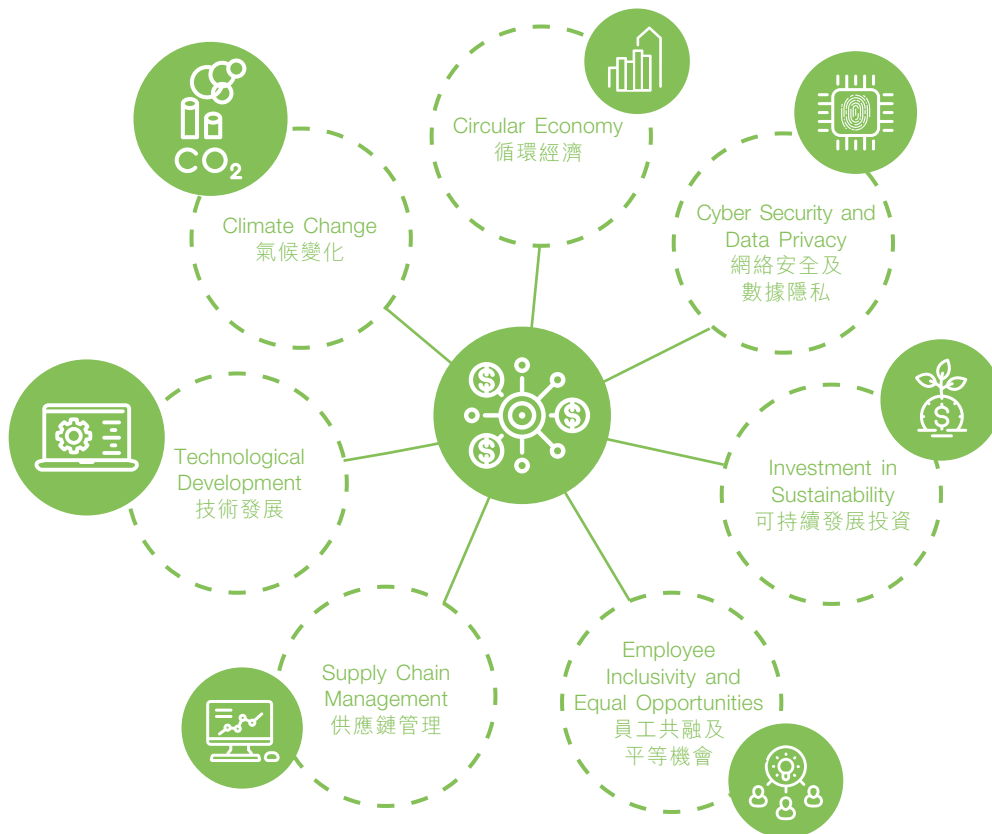 Circular Economy
循環經濟
CO2
Climate Change
氣候變化
Cyber Security and
Data Privacy
網絡安全及
數據隱私
$
$
$
$
Investment in
Sustainability
可持續發展投資
Technological
Development
技術發展
Supply Chain
Management
供應鏈管理
Employee
Inclusivity and
Equal Opportunities
員工共融及
平等機會